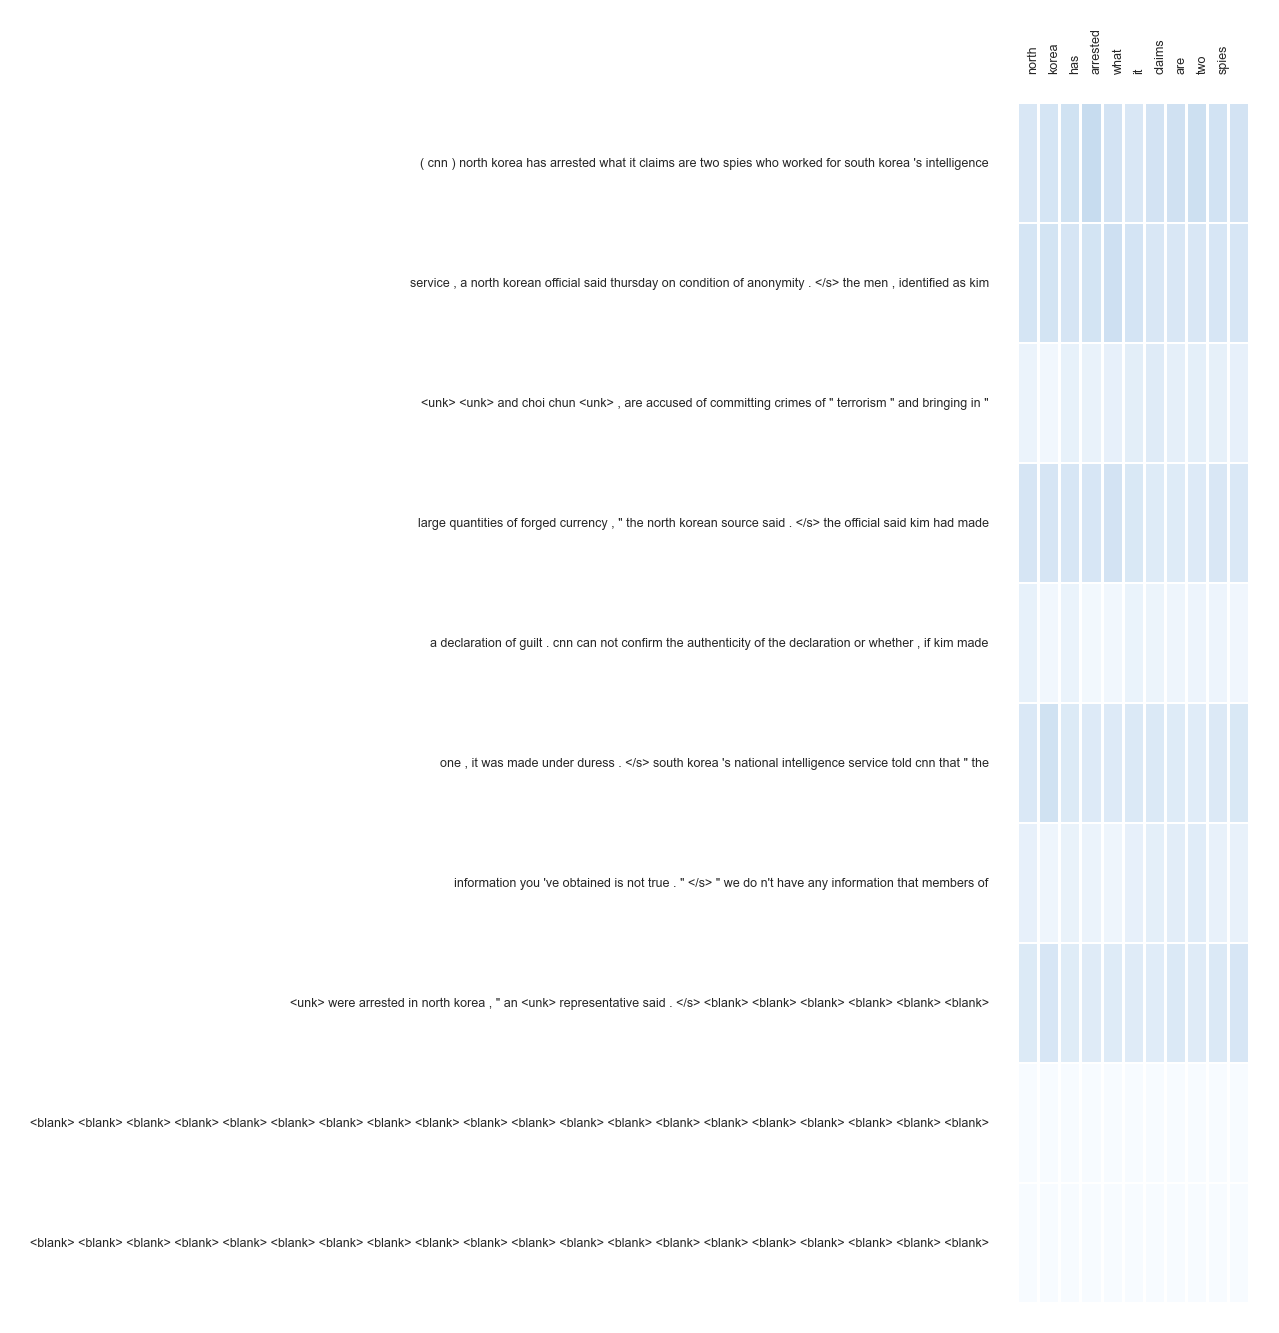 north korea has arrested what it claims are two spies
( cnn ) north korea has arrested what it claims are two spies who worked for south korea 's intelligence
service , a north korean official said thursday on condition of anonymity . </s> the men , identified as kim
<unk> <unk> and choi chun <unk> , are accused of committing crimes of " terrorism " and bringing in "
large quantities of forged currency , " the north korean source said . </s> the official said kim had made
a declaration of guilt . cnn can not confirm the authenticity of the declaration or whether , if kim made
one , it was made under duress . </s> south korea 's national intelligence service told cnn that " the
information you 've obtained is not true . " </s> " we do n't have any information that members of
<unk> were arrested in north korea , " an <unk> representative said . </s> <blank> <blank> <blank> <blank> <blank> <blank>
<blank> <blank> <blank> <blank> <blank> <blank> <blank> <blank> <blank> <blank> <blank> <blank> <blank> <blank> <blank> <blank> <blank> <blank> <blank> <blank>
<blank> <blank> <blank> <blank> <blank> <blank> <blank> <blank> <blank> <blank> <blank> <blank> <blank> <blank> <blank> <blank> <blank> <blank> <blank> <blank>